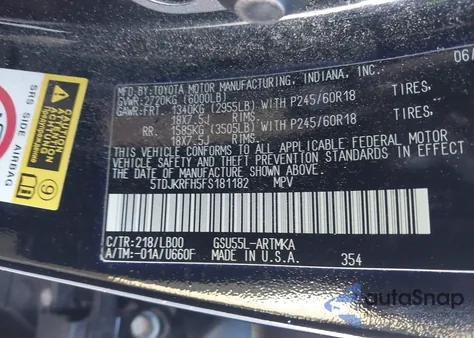 MFD.BY:TOYOTA MOTOR MANUFACTURING, INDIANA, INC. 06/
GVWR:2720KG (6000LB)
GAWR:FRT. 1340KG (2955LB) WITH P245/60R18 TIRES,
18X7.5J RIMS.
RR. 1585KG (3505LB) WITH P245/60R18 TIRES,
18X7.5J RIMS.
THIS VEHICLE CONFORMS TO ALL APPLICABLE FEDERAL MOTOR
VEHICLE SAFETY AND THEFT PREVENTION STANDARDS IN EFFECT ON THE
DATE OF MANUFACTURE SHOWN ABOVE.
5TDJKRFH5FS181182 MPV
C/TR:218/LB00 GSU55L-ARTMKA
A/TM:-01A/U660F MADE IN U.S.A. 354
SRS SIDE AIRBAG
CAUTION
autoSnap